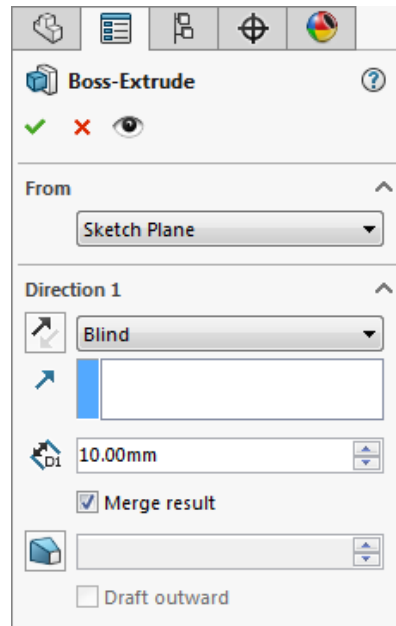 Boss-Extrude
?
From
Sketch Plane
Direction 1
Blind
D1
10.00mm
Merge result
Draft outward